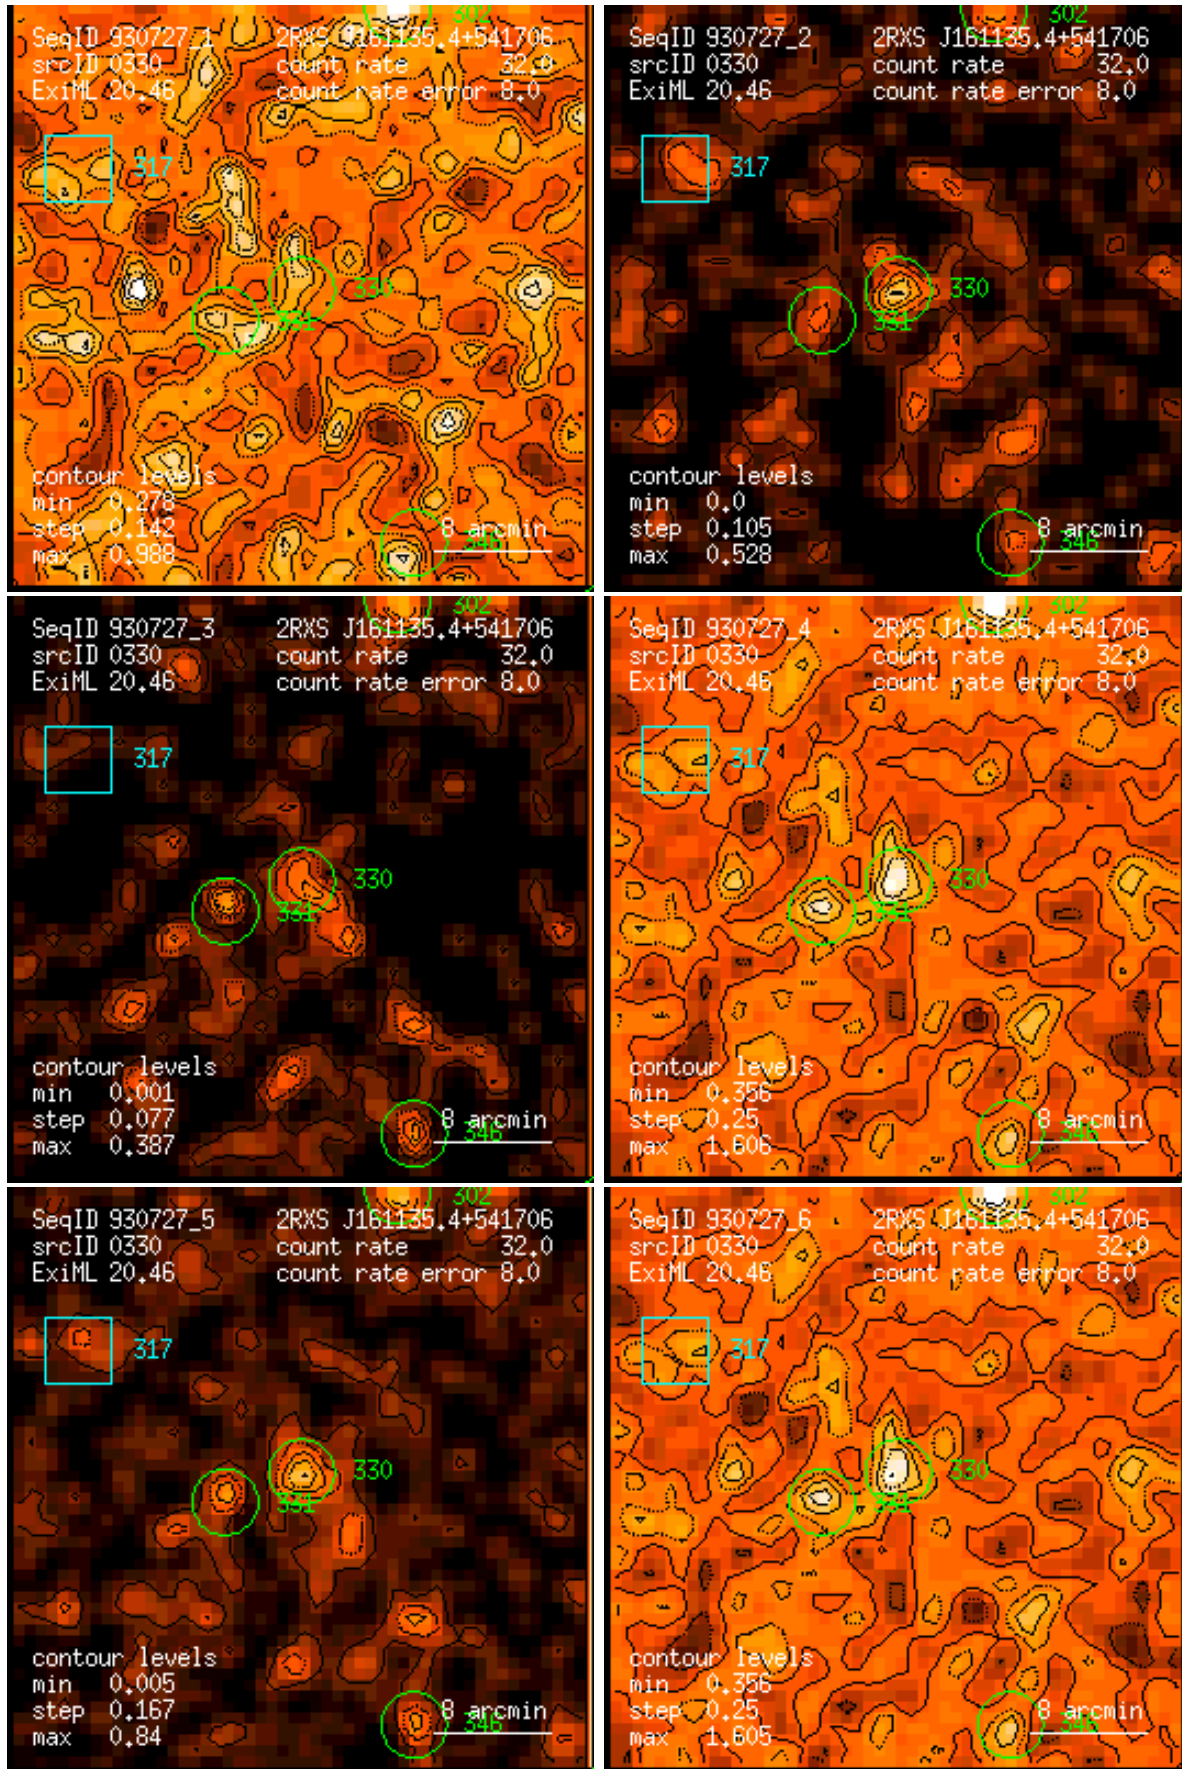 302
SeqID 930727_1 2RXS J161135.4+541706
srcID 0330 count rate 32.0
ExiML 20.46 count rate error 8.0
317
330
331
contour levels
min 0.278
step 0.142 8 arcmin
346
max 0.988
302
SeqID 930727_2 2RXS J161135.4+541706
srcID 0330 count rate 32.0
ExiML 20.46 count rate error 8.0
317
330
331
contour levels
min 0.0
step 0.105 8 arcmin
346
max 0.528
302
SeqID 930727_3 2RXS J161135.4+541706
srcID 0330 count rate 32.0
ExiML 20.46 count rate error 8.0
317
330
331
contour levels
min 0.001
step 0.077 8 arcmin
346
max 0.387
302
SeqID 930727_4 2RXS J161135.4+541706
srcID 0330 count rate 32.0
ExiML 20.46 count rate error 8.0
317
330
331
contour levels
min 0.356
step 0.25 8 arcmin
346
max 1.606
302
SeqID 930727_5 2RXS J161135.4+541706
srcID 0330 count rate 32.0
ExiML 20.46 count rate error 8.0
317
330
331
contour levels
min 0.005
step 0.167 8 arcmin
346
max 0.84
302
SeqID 930727_6 2RXS J161135.4+541706
srcID 0330 count rate 32.0
ExiML 20.46 count rate error 8.0
317
330
331
contour levels
min 0.356
step 0.25 8 arcmin
346
max 1.605